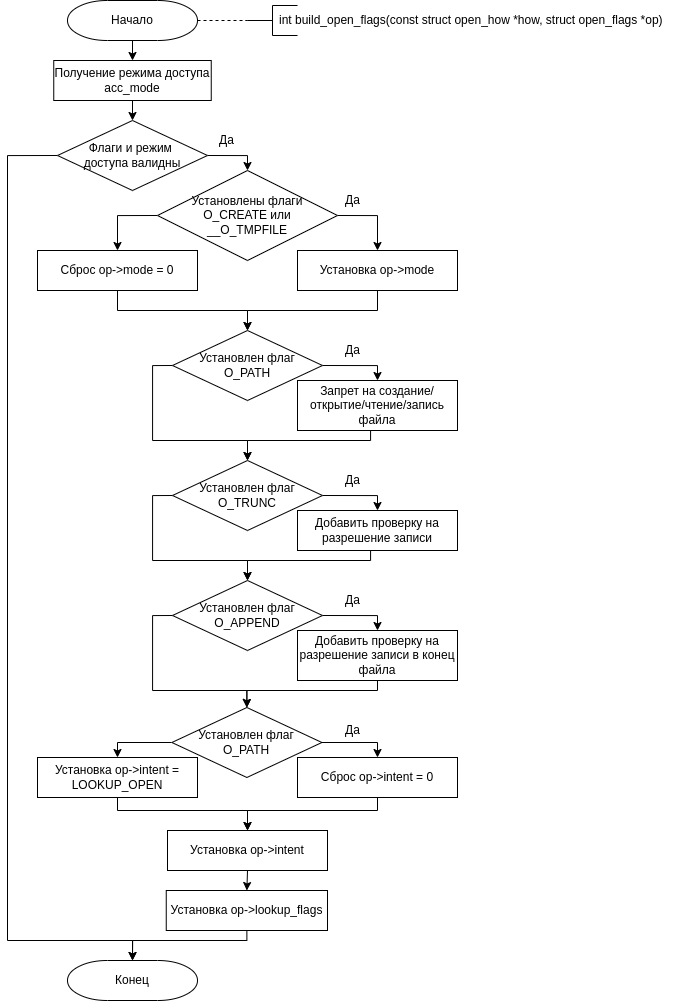 Начало
int build_open_flags(const struct open_how *how, struct open_flags *op)
Получение режима доступа
acc_mode
Флаги и режим
доступа валидны
Да
Установлены флаги
O_CREATE или
__O_TMPFILE
Да
Сброс op->mode = 0
Установка op->mode
Установлен флаг
O_PATH
Да
Запрет на создание/
открытие/чтение/запись
файла
Установлен флаг
O_TRUNC
Да
Добавить проверку на
разрешение записи
Установлен флаг
O_APPEND
Да
Добавить проверку на
разрешение записи в конец
файла
Установлен флаг
O_PATH
Да
Установка op->intent =
LOOKUP_OPEN
Сброс op->intent = 0
Установка op->intent
Установка op->lookup_flags
Конец